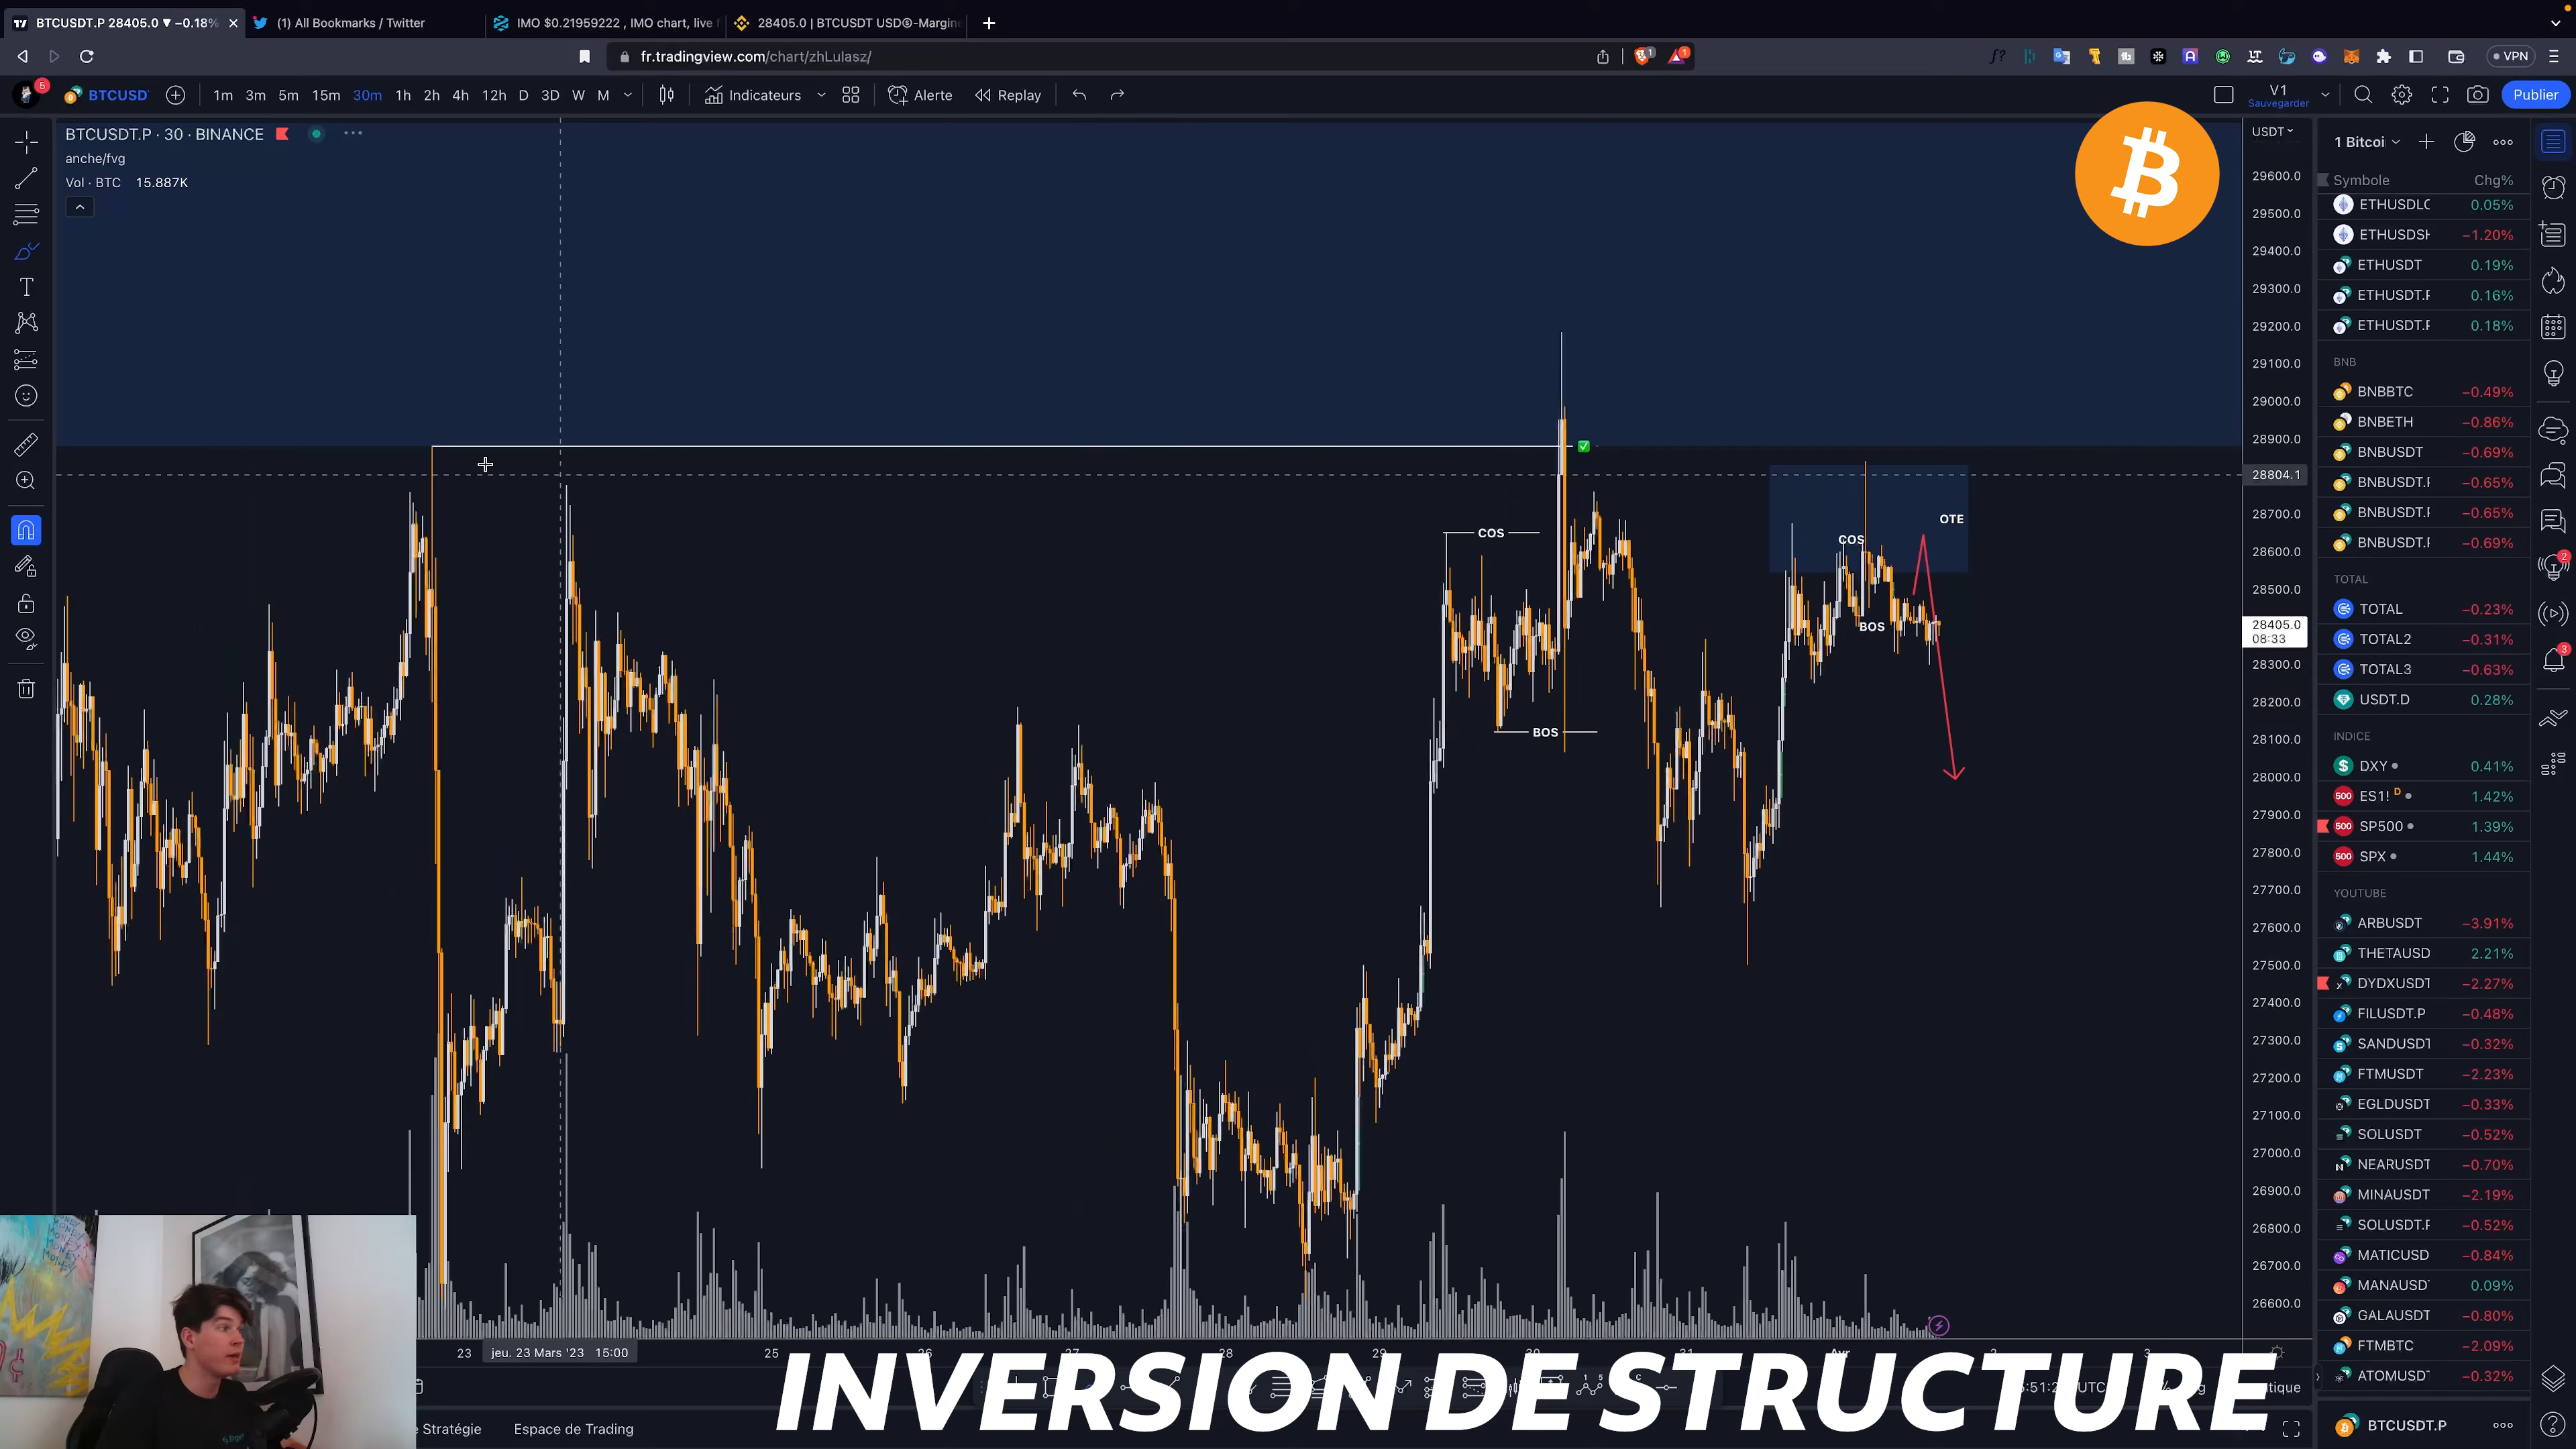 BTCUSDT.P 28405.0 ▼ −0.18%
(1) All Bookmarks / Twitter
IMO $0.21959222 , IMO chart, live
28405.0 | BTCUSDT USD®-Margin
fr.tradingview.com/chart/zhLulasz/
VPN
5
BTCUSD
1m 3m 5m 15m 30m 1h 2h 4h 12h D 3D W M
Indicateurs
Alerte
Replay
V1
Sauvegarder
Publier
BTCUSDT.P · 30 · BINANCE
anche/fvg
Vol · BTC 15.887K
COS
BOS
COS
BOS
OTE
USDT
29600.0
29500.0
29400.0
29300.0
29200.0
29100.0
29000.0
28900.0
28804.1
28700.0
28600.0
28500.0
28405.0
08:33
28300.0
28200.0
28100.0
28000.0
27900.0
27800.0
27700.0
27600.0
27500.0
27400.0
27300.0
27200.0
27100.0
27000.0
26900.0
26800.0
26700.0
26600.0
1 Bitcoi
Symbole Chg%
ETHUSDLC 0.05%
ETHUSDSH −1.20%
ETHUSDT 0.19%
ETHUSDT.F 0.16%
ETHUSDT.F 0.18%
BNB
BNBBTC −0.49%
BNBETH −0.86%
BNBUSDT −0.69%
BNBUSDT.F −0.65%
BNBUSDT.F −0.65%
BNBUSDT.F −0.69%
TOTAL
TOTAL −0.23%
TOTAL2 −0.31%
TOTAL3 −0.63%
USDT.D 0.28%
INDICE
DXY 0.41%
ES1! D 1.42%
SP500 1.39%
SPX 1.44%
YOUTUBE
ARBUSDT −3.91%
THETAUSD 2.21%
DYDXUSDT −2.27%
FILUSDT.P −0.48%
SANDUSDT −0.32%
FTMUSDT −2.23%
EGLDUSDT −0.33%
SOLUSDT −0.52%
NEARUSDT −0.70%
MINAUSDT −2.19%
SOLUSDT.F −0.52%
MATICUSD −0.84%
MANAUSDT 0.09%
GALAUSDT −0.80%
FTMBTC −2.09%
ATOMUSDT −0.32%
BTCUSDT.P
23 jeu. 23 Mars '23 15:00 25
INVERSION DE STRUCTURE
Stratégie
Espace de Trading